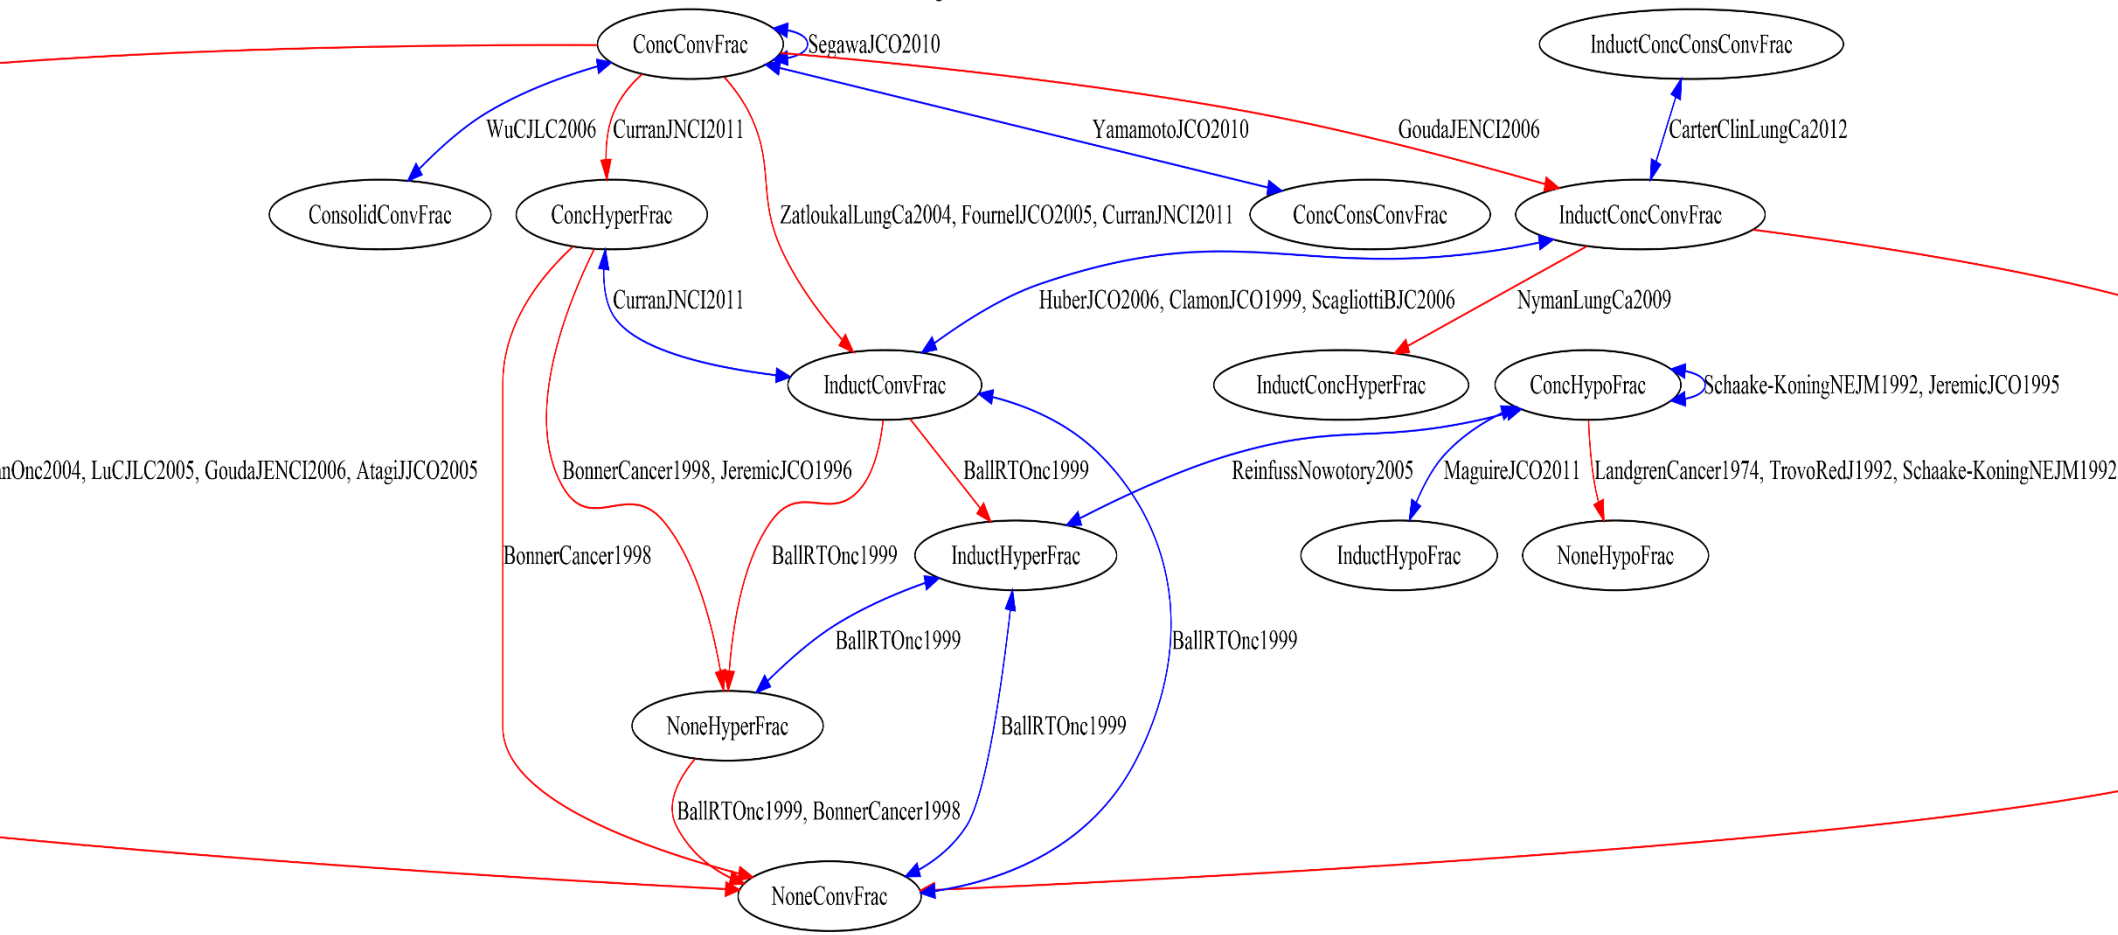 ConcConvFrac
SegawaJCO2010
InductConcConsConvFrac
WuCJLC2006
CurranJNCI2011
YamamotoJCO2010
GoudaJENCI2006
CarterClinLungCa2012
ConsolidConvFrac
ConcHyperFrac
ZatloukalLungCa2004, FournelJCO2005, CurranJNCI2011
ConcConsConvFrac
InductConcConvFrac
CurranJNCI2011
HuberJCO2006, ClamonJCO1999, ScagliottiBJC2006
NymanLungCa2009
InductConvFrac
InductConcHyperFrac
ConcHypoFrac
Schaake-KoningNEJM1992, JeremicJCO1995
nOnc2004, LuCJLC2005, GoudaJENCI2006, AtagiJJCO2005
BonnerCancer1998, JeremicJCO1996
BallRTOnc1999
ReinfussNowotory2005
MaguireJCO2011
LandgrenCancer1974, TrovoRedJ1992, Schaake-KoningNEJM1992
BonnerCancer1998
BallRTOnc1999
InductHyperFrac
InductHypoFrac
NoneHypoFrac
BallRTOnc1999
BallRTOnc1999
NoneHyperFrac
BallRTOnc1999
BallRTOnc1999, BonnerCancer1998
NoneConvFrac